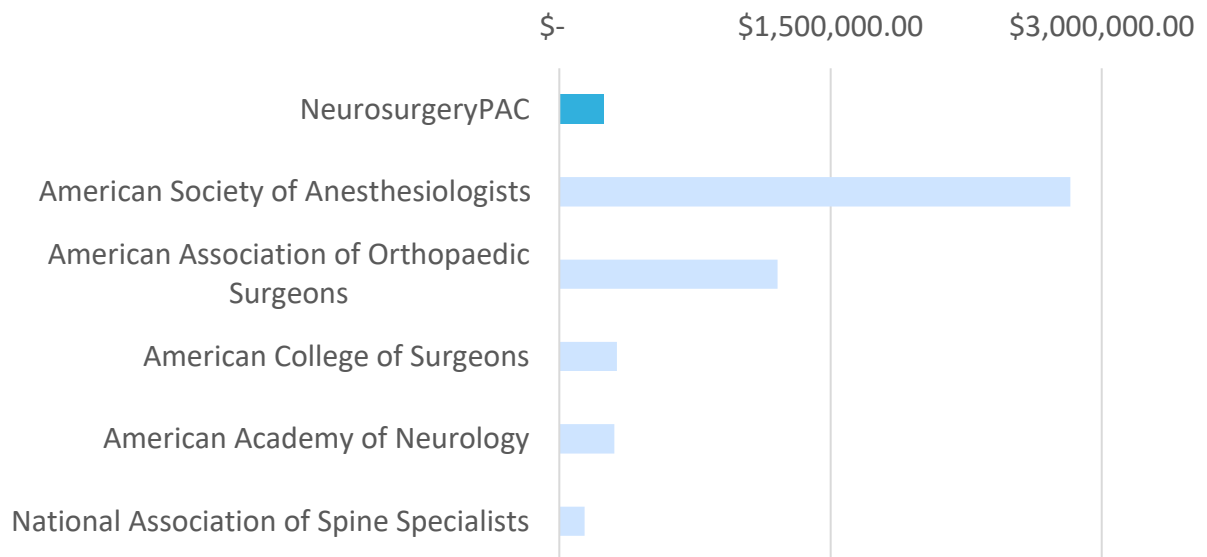 $- $1,500,000.00 $3,000,000.00
NeurosurgeryPAC
American Society of Anesthesiologists
American Association of Orthopaedic
Surgeons
American College of Surgeons
American Academy of Neurology
National Association of Spine Specialists